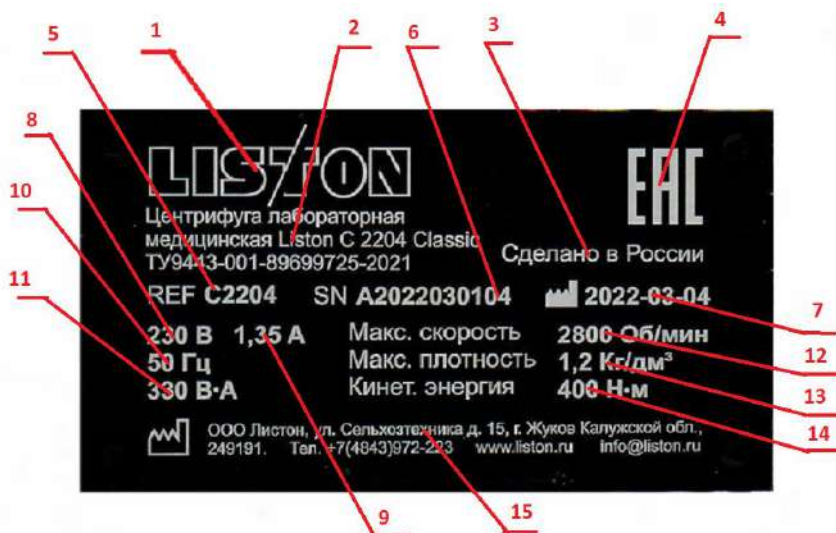 5 1 2 6 3 4
8
10
11
LISTON
EAC
Центрифуга лабораторная
медицинская Liston C 2204 Classic
ТУ9443-001-89699725-2021
Сделано в России
REF C2204 SN A2022030104 2022-03-04
7
230 В 1,35 А Макс. скорость 2800 Об/мин
12
50 Гц Макс. плотность 1,2 Кг/дм³
13
330 В·А Кинет. энергия 400 Н·м
14
ООО Листон, ул. Сельхозтехника д. 15, г. Жуков Калужской обл.,
249191. Тел. +7(4843)972-223 www.liston.ru info@liston.ru
9 15